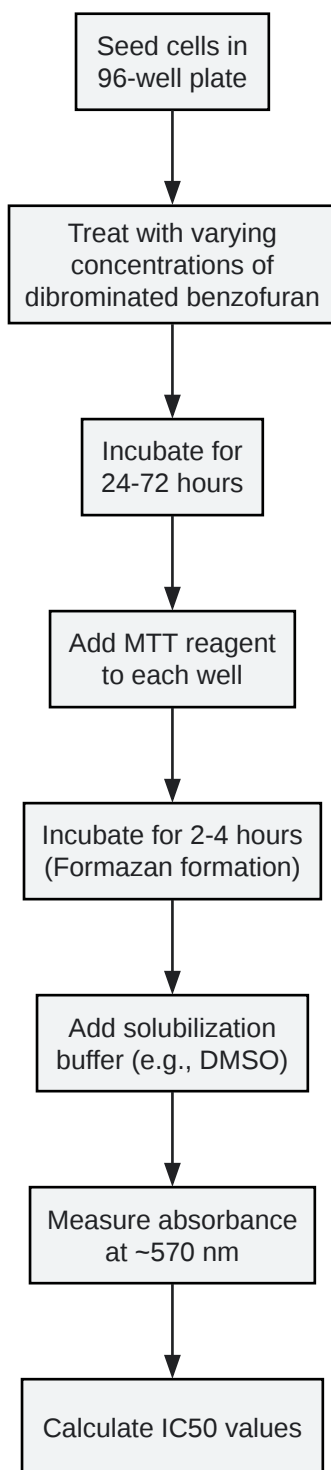 Seed cells in
96-well plate
Treat with varying
concentrations of
dibrominated benzofuran
Incubate for
24-72 hours
Add MTT reagent
to each well
Incubate for 2-4 hours
(Formazan formation)
Add solubilization
buffer (e.g., DMSO)
Measure absorbance
at ~570 nm
Calculate IC50 values